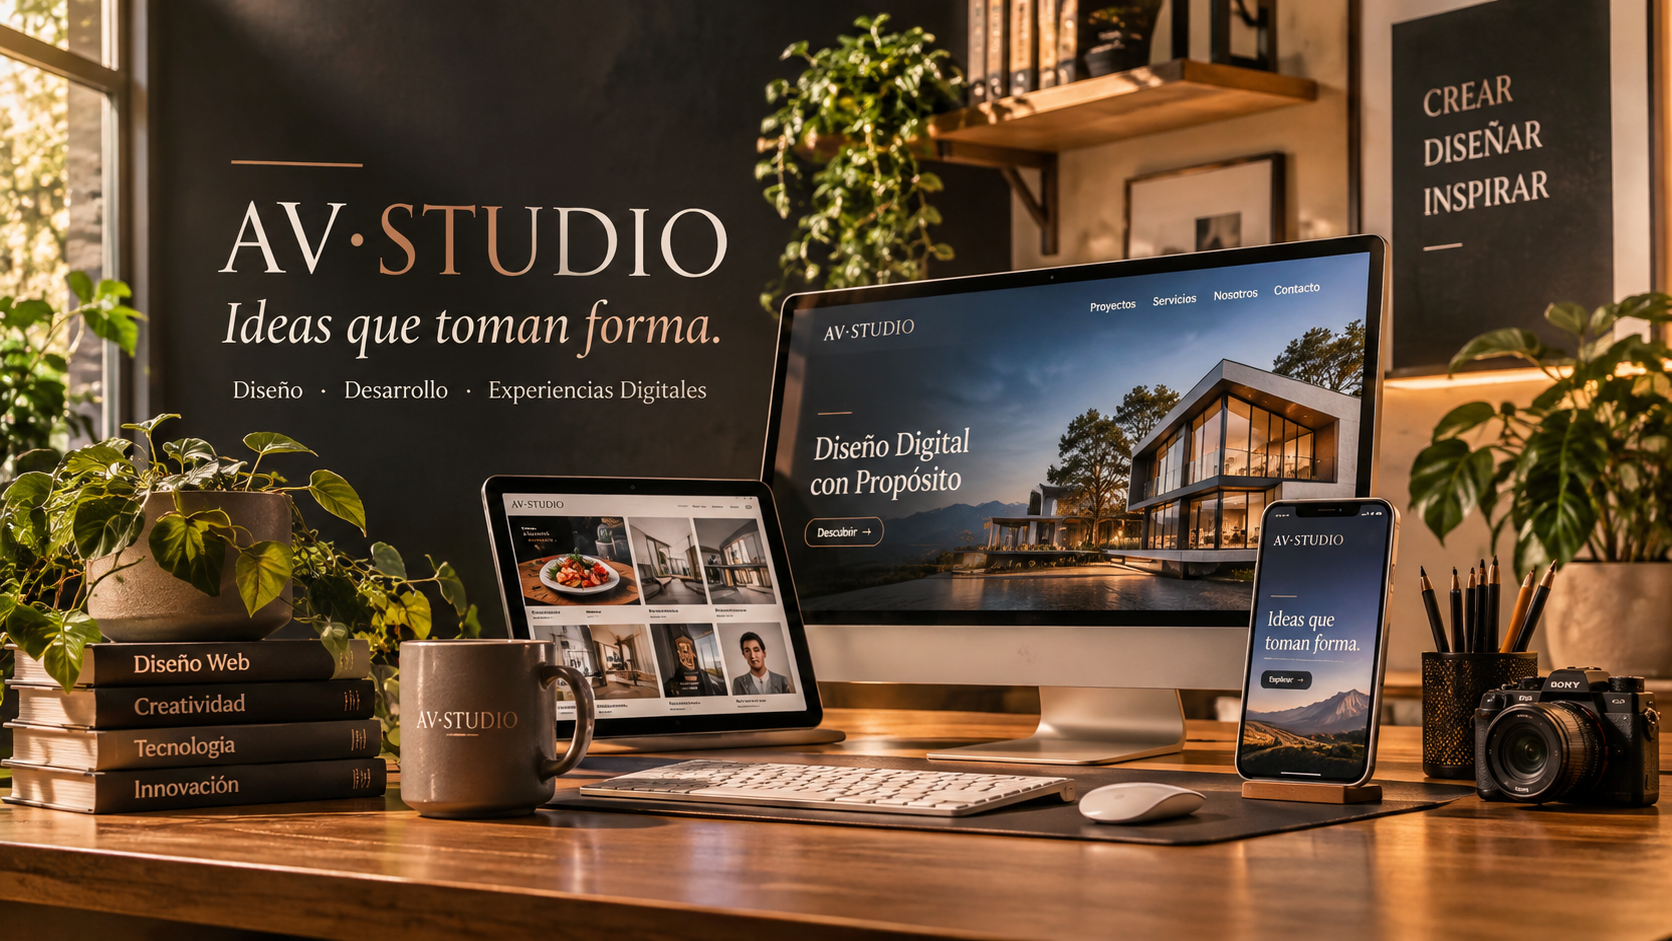 AV·STUDIO
Ideas que toman forma.
Diseño · Desarrollo · Experiencias Digitales
CREAR
DISEÑAR
INSPIRAR
AV·STUDIO
Proyectos Servicios Nosotros Contacto
Diseño Digital
con Propósito
Descubrir →
AV·STUDIO
AV·STUDIO
Ideas que
toman forma.
Explorar →
Diseño Web
Creatividad
Tecnologia
Innovación
AV·STUDIO
SONY